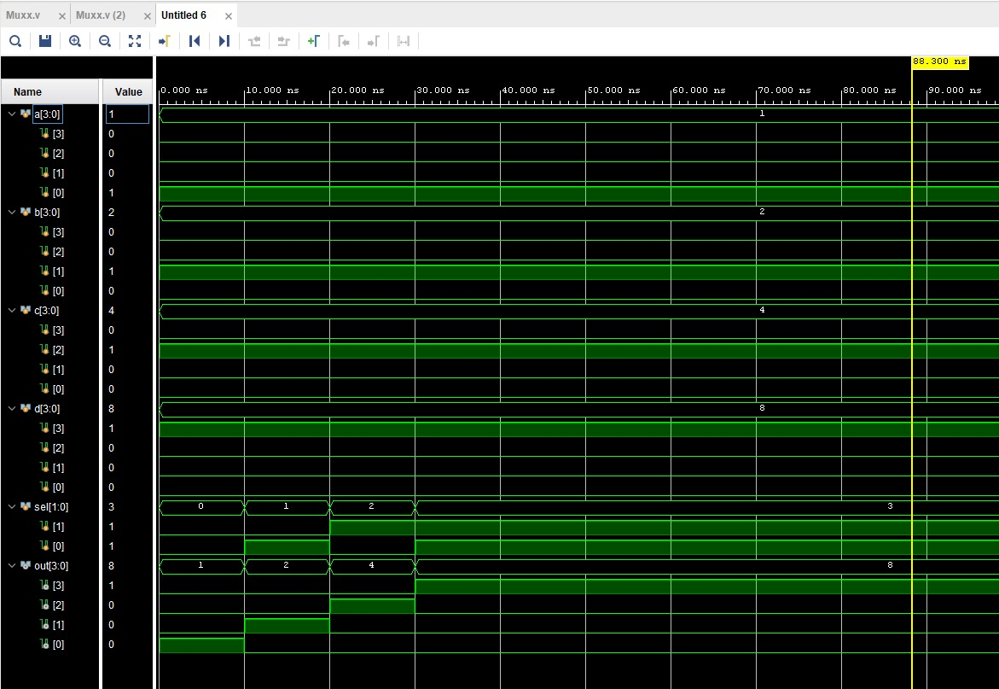 Muxx.v × Muxx.v (2) × Untitled 6 ×
88.300 ns
Name Value 0.000 ns 10.000 ns 20.000 ns 30.000 ns 40.000 ns 50.000 ns 60.000 ns 70.000 ns 80.000 ns 90.000 ns
a[3:0] 1 1
[3] 0
[2] 0
[1] 0
[0] 1
b[3:0] 2 2
[3] 0
[2] 0
[1] 1
[0] 0
c[3:0] 4 4
[3] 0
[2] 1
[1] 0
[0] 0
d[3:0] 8 8
[3] 1
[2] 0
[1] 0
[0] 0
sel[1:0] 3 0 1 2 3
[1] 1
[0] 1
out[3:0] 8 1 2 4 8
[3] 1
[2] 0
[1] 0
[0] 0